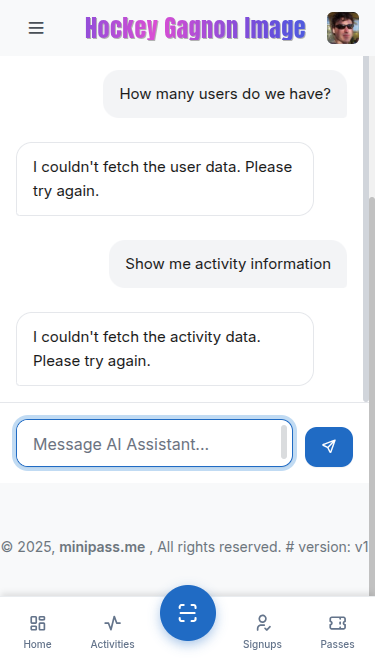 Hockey Gagnon Image
How many users do we have?
I couldn't fetch the user data. Please
try again.
Show me activity information
I couldn't fetch the activity data.
Please try again.
Message AI Assistant...
© 2025, minipass.me , All rights reserved. # version: v1
Home Activities Signups Passes